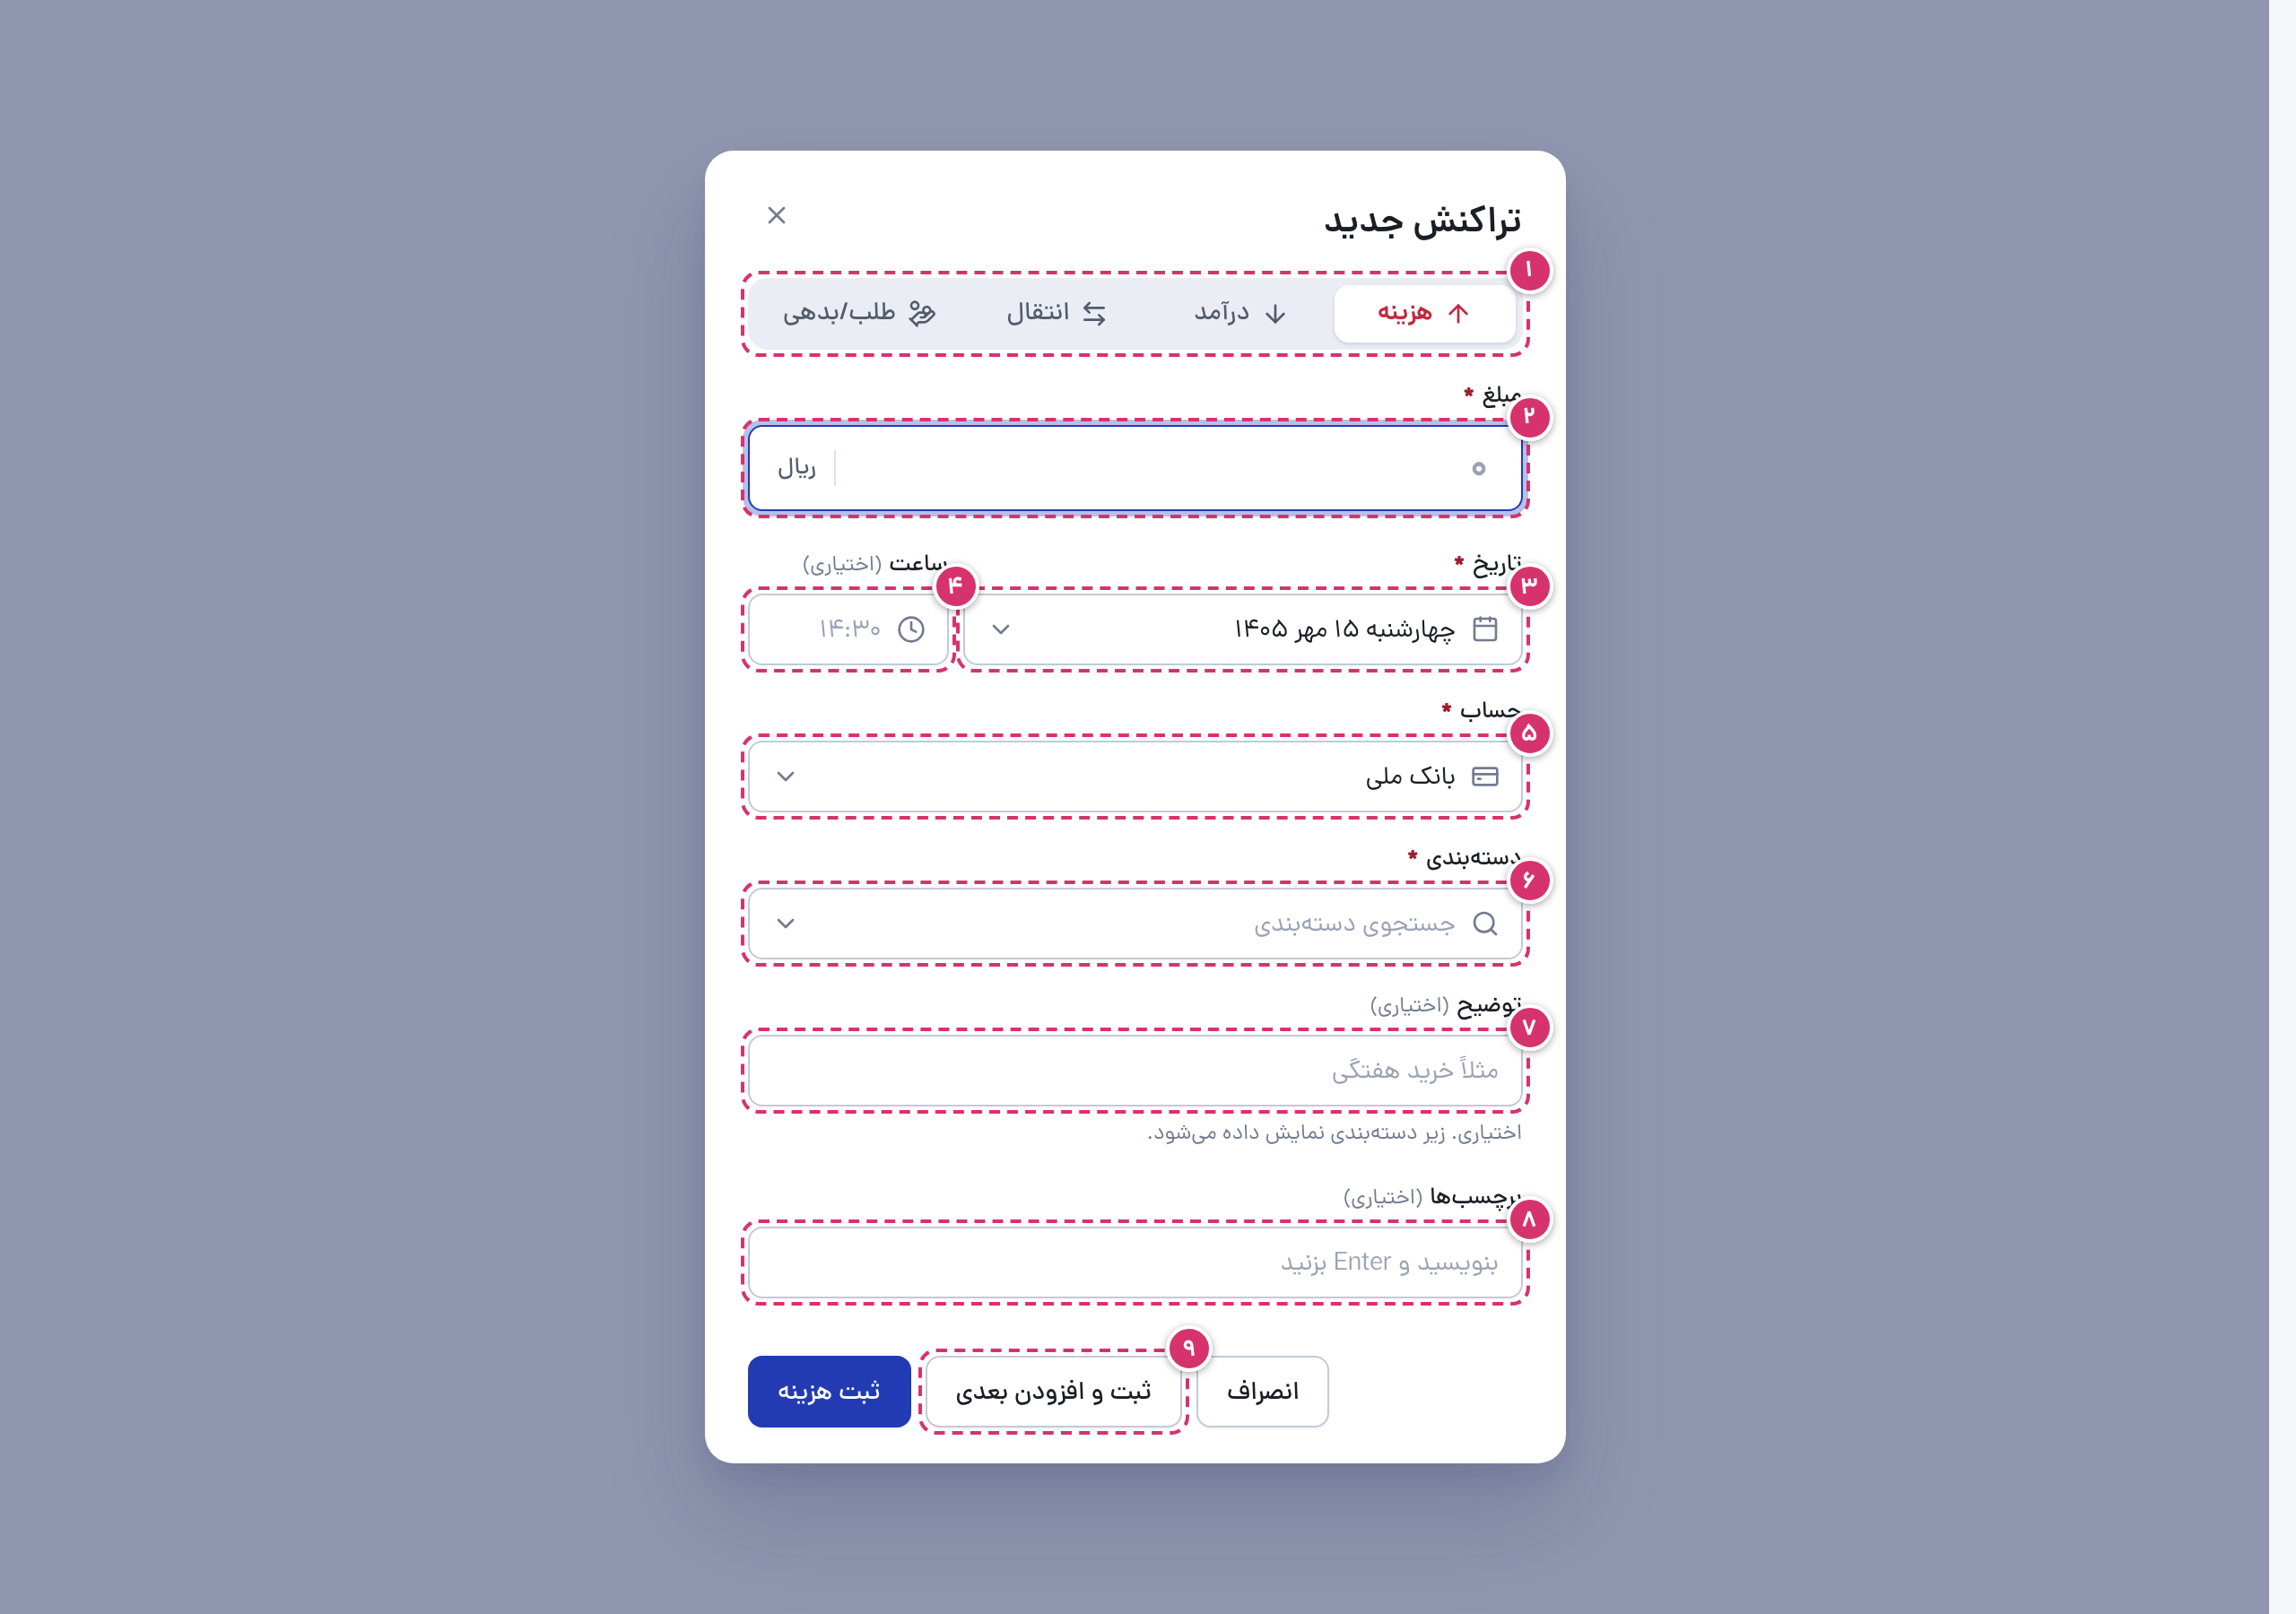 تراکنش جدید
۱
هزینه درآمد انتقال طلب/بدهی
مبلغ *
۲
۰ ریال
تاریخ * ساعت (اختیاری)
۳ ۴
چهارشنبه ۱۵ مهر ۱۴۰۵ ۱۴:۳۰
حساب *
۵
بانک ملی
دسته‌بندی *
۶
جستجوی دسته‌بندی
توضیح (اختیاری)
۷
مثلاً خرید هفتگی
اختیاری. زیر دسته‌بندی نمایش داده می‌شود.
برچسب‌ها (اختیاری)
۸
بنویسید و Enter بزنید
۹
انصراف ثبت و افزودن بعدی ثبت هزینه